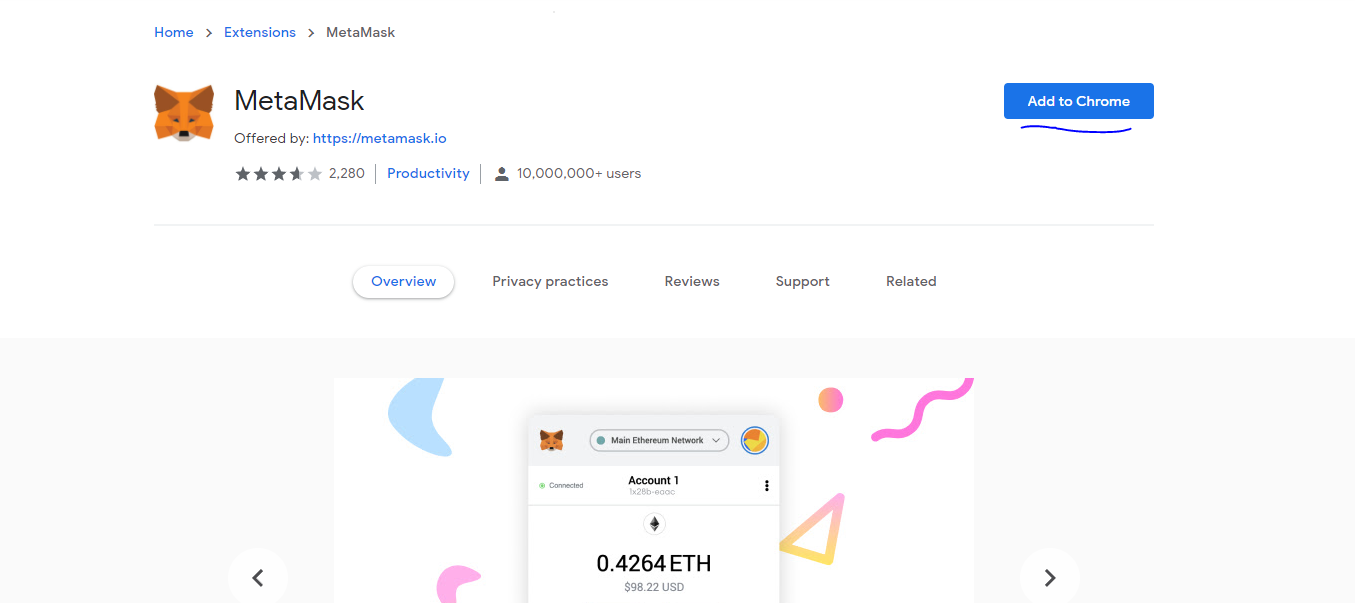 Home > Extensions > MetaMask
MetaMask
Add to Chrome
Offered by: https://metamask.io
2,280 Productivity 10,000,000+ users
Overview Privacy practices Reviews Support Related
Main Ethereum Network
Connected
Account 1
1x28b-eaac
0.4264 ETH
$98.22 USD